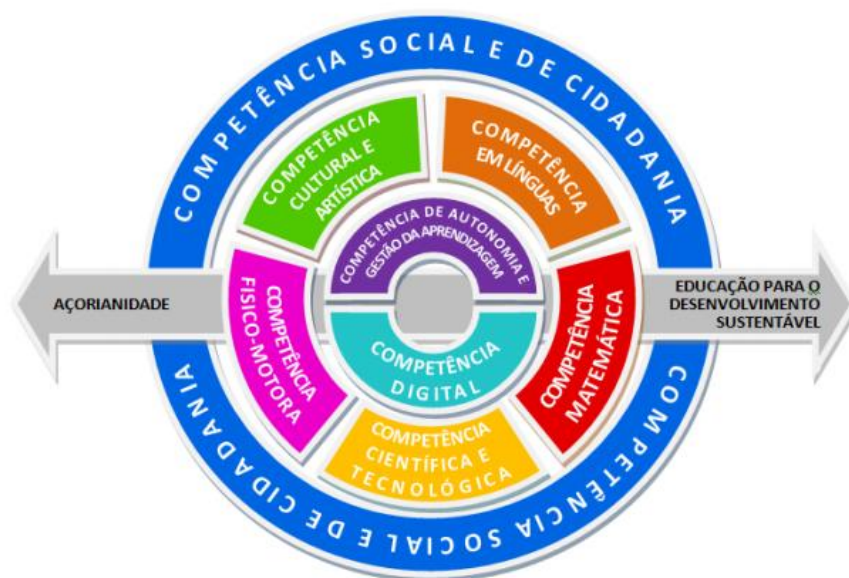 COMPETÊNCIA SOCIAL E DE CIDADANIA
COMPETÊNCIA
CULTURAL E
ARTÍSTICA
COMPETÊNCIA
EM LÍNGUAS
COMPETÊNCIA DE AUTONOMIA E
GESTÃO DA APRENDIZAGEM
AÇORIANIDADE
EDUCAÇÃO PARA O
DESENVOLVIMENTO
SUSTENTÁVEL
COMPETÊNCIA
FÍSICO-MOTORA
COMPETÊNCIA
MATEMÁTICA
COMPETÊNCIA
DIGITAL
COMPETÊNCIA
CIENTÍFICA E
TECNOLÓGICA
COMPETÊNCIA SOCIAL E DE CIDADANIA